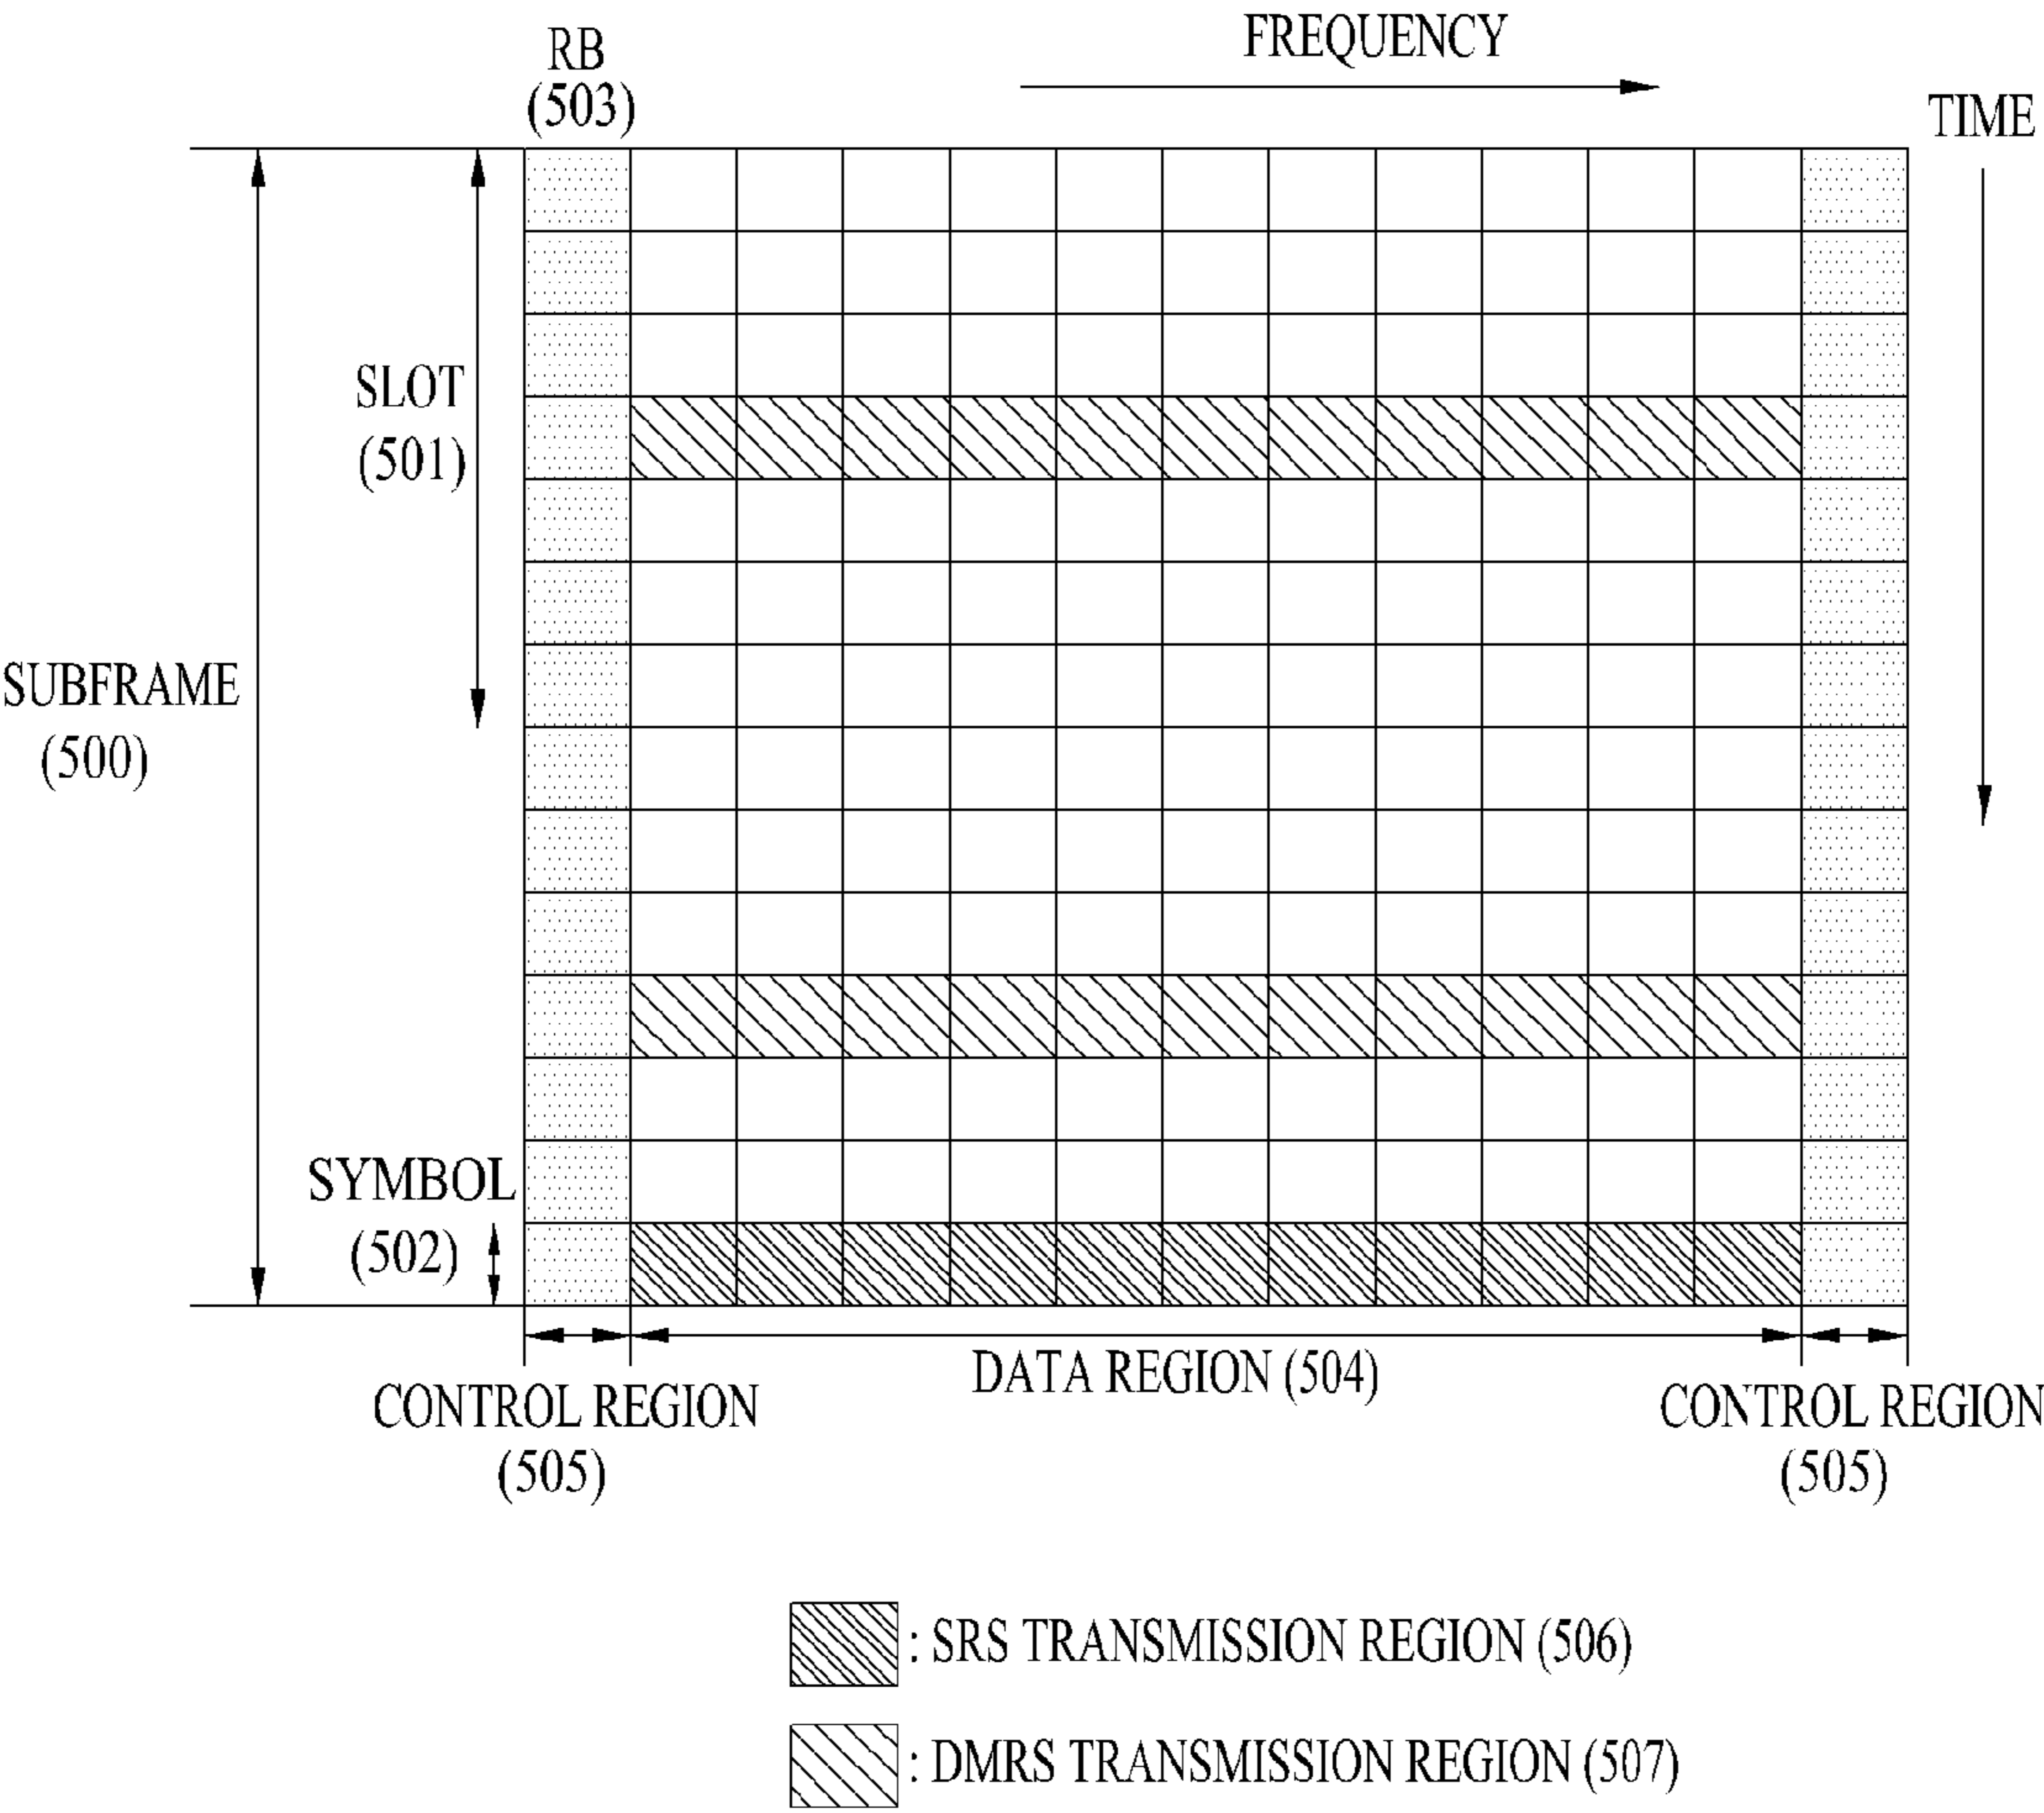 FREQUENCY
RB
(503)
TIME
SLOT
(501)
SUBFRAME
(500)
SYMBOL
(502)
DATA REGION (504)
CONTROL REGION
(505)
CONTROL REGION
(505)
: SRS TRANSMISSION REGION (506)
: DMRS TRANSMISSION REGION (507)